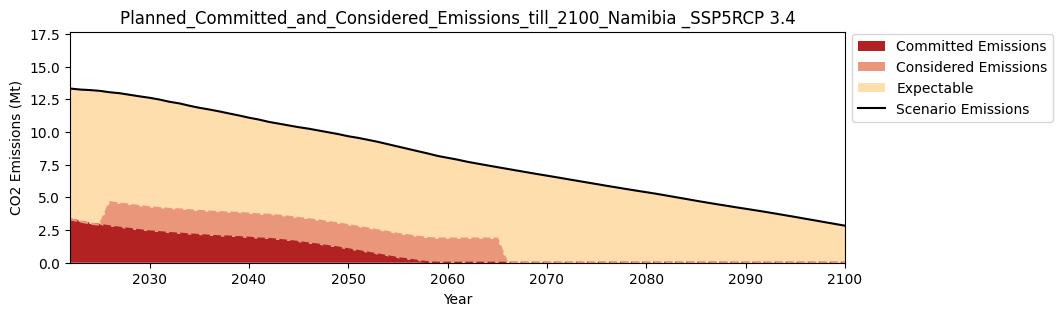 Planned_Committed_and_Considered_Emissions_till_2100_Namibia _SSP5RCP 3.4
17.5
15.0
12.5
10.0
7.5
5.0
2.5
0.0
CO2 Emissions (Mt)
2030
2040
2050
2060
2070
2080
2090
2100
Year
Committed Emissions
Considered Emissions
Expectable
Scenario Emissions